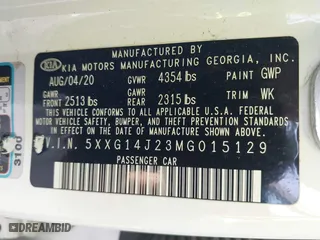 MANUFACTURED BY
KIA KIA MOTORS MANUFACTURING GEORGIA, INC.
AUG/04/20 GVWR 4354 lbs PAINT GWP
GAWR FRONT 2513 lbs GAWR REAR 2315 lbs TRIM WK
THIS VEHICLE CONFORMS TO ALL APPLICABLE U.S. FEDERAL
MOTOR VEHICLE SAFETY, BUMPER, AND THEFT PREVENTION
STANDARDS IN EFFECT ON THE DATE OF MANUFACTURE SHOWN ABOVE.
V.I.N. 5XXG14J23MG015129
PASSENGER CAR
3100
DREAMBID